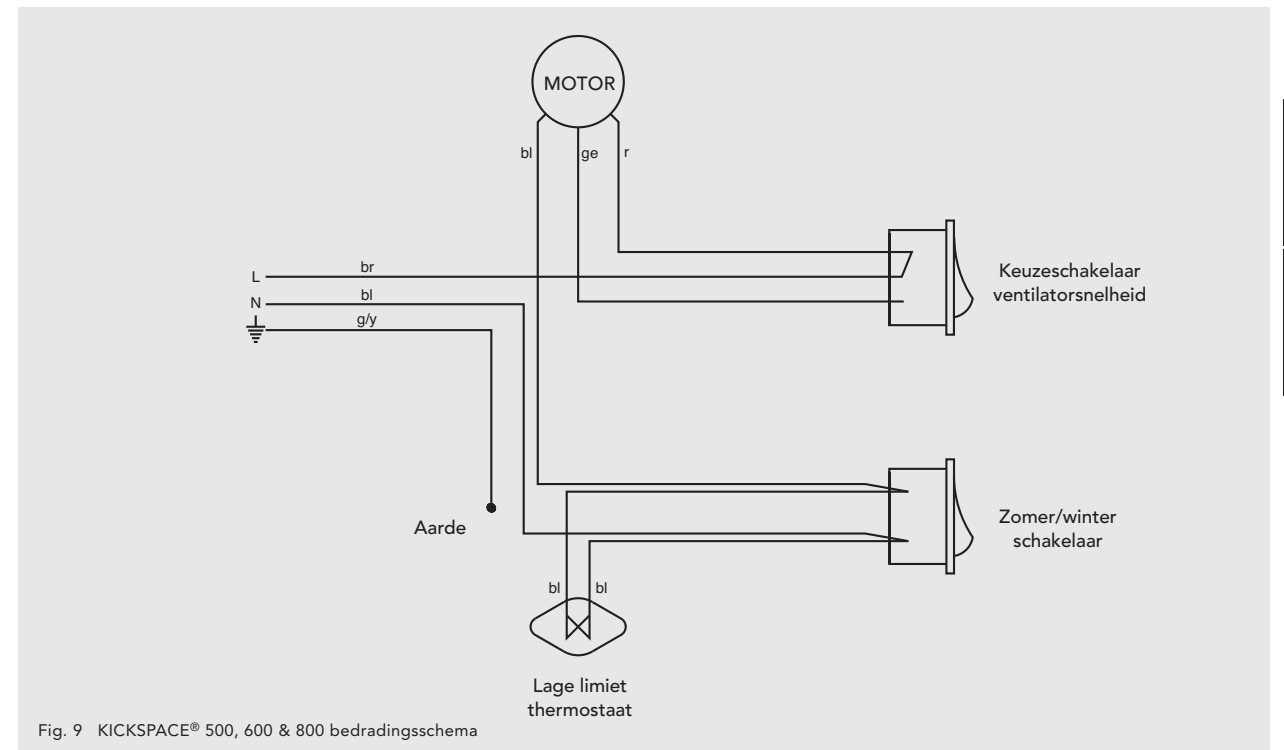 MOTOR
bl
ge
r
L
br
N
bl
g/y
Keuzeschakelaar
ventilatorsnelheid
Aarde
Zomer/winter
schakelaar
bl
bl
Lage limiet
thermostaat
Fig. 9 KICKSPACE® 500, 600 & 800 bedradingsschema